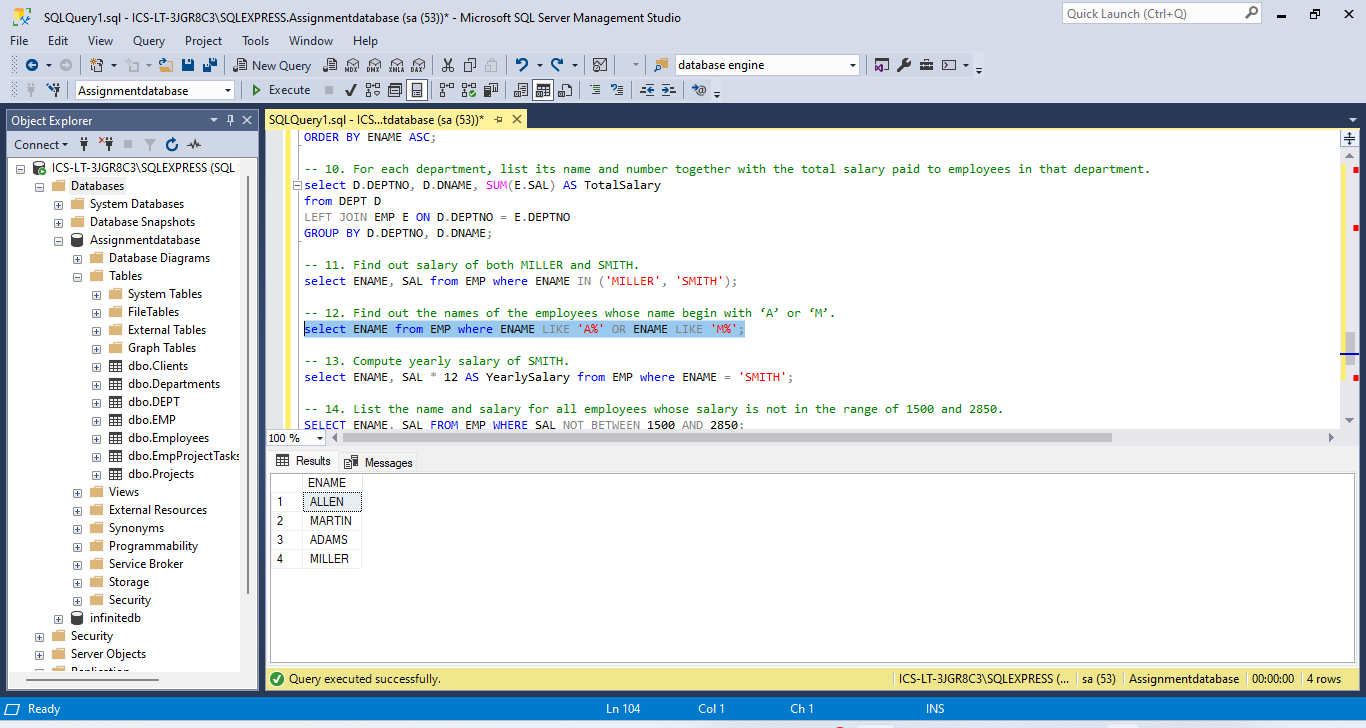 SQLQuery1.sql - ICS-LT-3JGR8C3\SQLEXPRESS.Assignmentdatabase (sa (53))* - Microsoft SQL Server Management Studio
Quick Launch (Ctrl+Q)
File Edit View Query Project Tools Window Help
New Query MDX DMX XMLA DAX database engine
Assignmentdatabase Execute
Object Explorer
Connect
ICS-LT-3JGR8C3\SQLEXPRESS (SQL S
Databases
System Databases
Database Snapshots
Assignmentdatabase
Database Diagrams
Tables
System Tables
FileTables
External Tables
Graph Tables
dbo.Clients
dbo.Departments
dbo.DEPT
dbo.EMP
dbo.Employees
dbo.EmpProjectTasks
dbo.Projects
Views
External Resources
Synonyms
Programmability
Service Broker
Storage
Security
infinitedb
Security
Server Objects
Replication
SQLQuery1.sql - ICS...tdatabase (sa (53))*
ORDER BY ENAME ASC;
-- 10. For each department, list its name and number together with the total salary paid to employees in that department.
select D.DEPTNO, D.DNAME, SUM(E.SAL) AS TotalSalary
from DEPT D
LEFT JOIN EMP E ON D.DEPTNO = E.DEPTNO
GROUP BY D.DEPTNO, D.DNAME;
-- 11. Find out salary of both MILLER and SMITH.
select ENAME, SAL from EMP where ENAME IN ('MILLER', 'SMITH');
-- 12. Find out the names of the employees whose name begin with ‘A’ or ‘M’.
select ENAME from EMP where ENAME LIKE 'A%' OR ENAME LIKE 'M%';
-- 13. Compute yearly salary of SMITH.
select ENAME, SAL * 12 AS YearlySalary from EMP where ENAME = 'SMITH';
-- 14. List the name and salary for all employees whose salary is not in the range of 1500 and 2850.
SELECT ENAME, SAL FROM EMP WHERE SAL NOT BETWEEN 1500 AND 2850;
100 %
Results Messages
ENAME
1 ALLEN
2 MARTIN
3 ADAMS
4 MILLER
Query executed successfully. ICS-LT-3JGR8C3\SQLEXPRESS (... sa (53) Assignmentdatabase 00:00:00 4 rows
Ready Ln 104 Col 1 Ch 1 INS